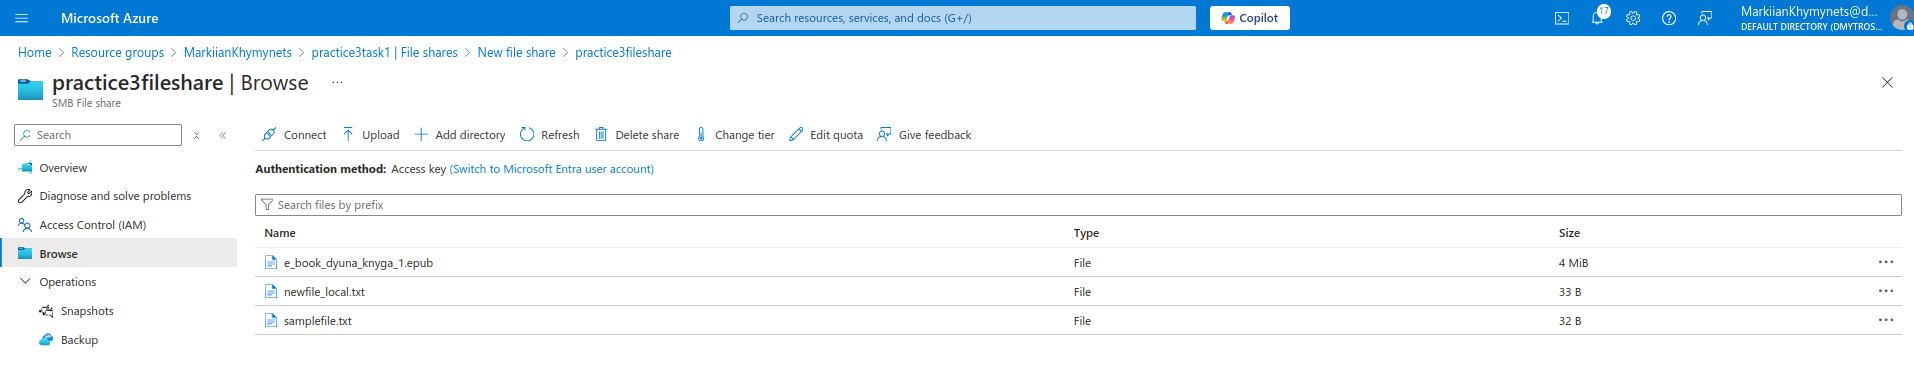 Microsoft Azure
Search resources, services, and docs (G+/)
Copilot
17
MarkiianKhymynets@d...
DEFAULT DIRECTORY (DMYTROS...
Home > Resource groups > MarkiianKhymynets > practice3task1 | File shares > New file share > practice3fileshare
practice3fileshare | Browse ...
SMB File share
Search
Connect Upload Add directory Refresh Delete share Change tier Edit quota Give feedback
Overview
Diagnose and solve problems
Access Control (IAM)
Browse
Operations
Snapshots
Backup
Authentication method: Access key (Switch to Microsoft Entra user account)
Search files by prefix
Name Type Size
e_book_dyuna_knyga_1.epub File 4 MiB
newfile_local.txt File 33 B
samplefile.txt File 32 B